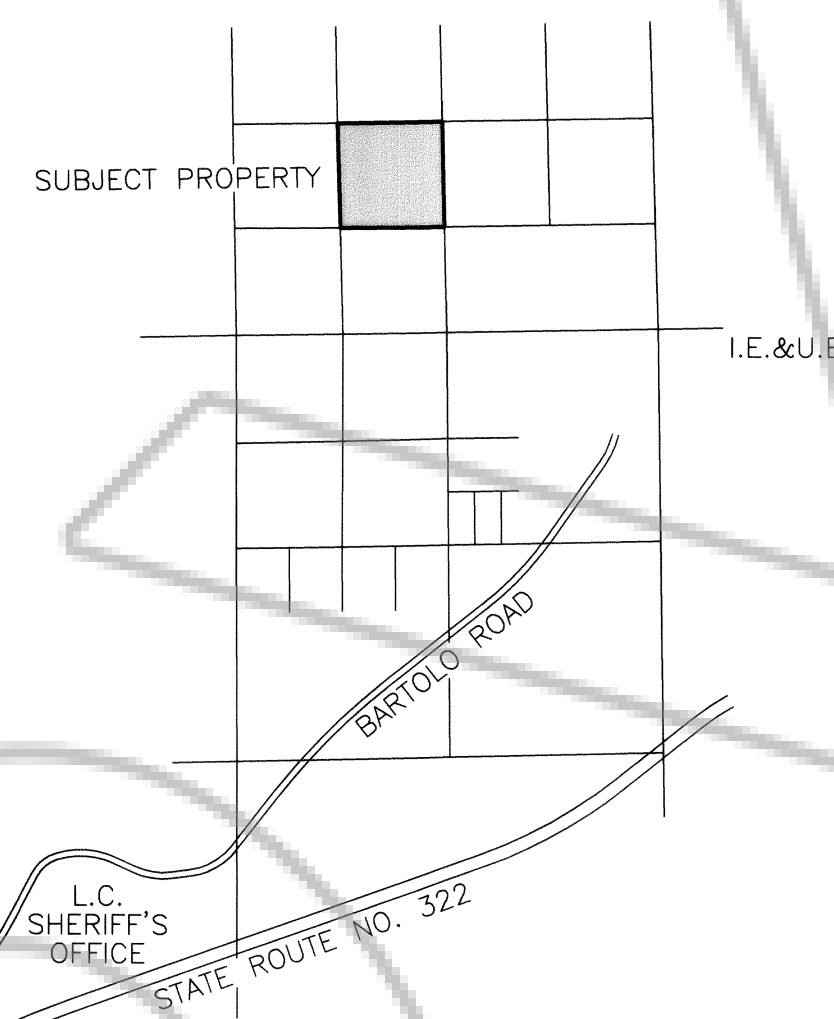 SUBJECT PROPERTY
I.E.&U.E
BARTOLO ROAD
L.C.
SHERIFF'S
OFFICE
STATE ROUTE NO. 322